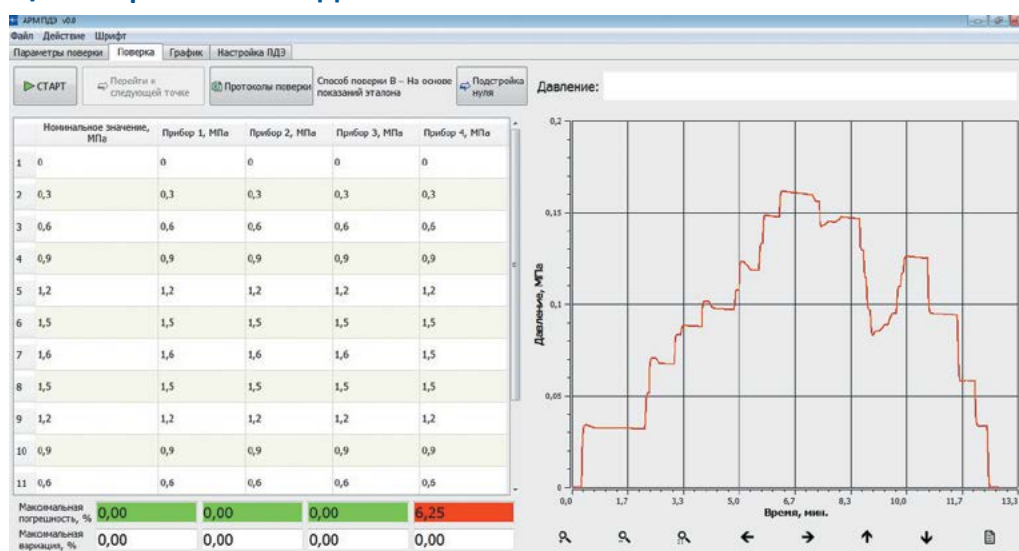 АРМ ПДЭ v0.0
Файл Действие Шрифт
Параметры поверки Поверка График Настройка ПДЭ
СТАРТ Перейти к следующей точке Протоколы поверки Способ поверки В – На основе показаний эталона Подстройка нуля Давление:
Номинальное значение, МПа Прибор 1, МПа Прибор 2, МПа Прибор 3, МПа Прибор 4, МПа
1 0 0 0 0 0
2 0,3 0,3 0,3 0,3 0,3
3 0,6 0,6 0,6 0,6 0,6
4 0,9 0,9 0,9 0,9 0,9
5 1,2 1,2 1,2 1,2 1,2
6 1,5 1,5 1,5 1,5 1,5
7 1,6 1,6 1,6 1,6 1,5
8 1,5 1,5 1,5 1,5 1,5
9 1,2 1,2 1,2 1,2 1,2
10 0,9 0,9 0,9 0,9 0,9
11 0,6 0,6 0,6 0,6 0,6
Максимальная погрешность, % 0,00 0,00 0,00 6,25
Максимальная вариация, % 0,00 0,00 0,00 0,00
Давление, МПа
0,2
0,15
0,1
0,05
0
0,0 1,7 3,3 5,0 6,7 8,3 10,0 11,7 13,3
Время, мин.